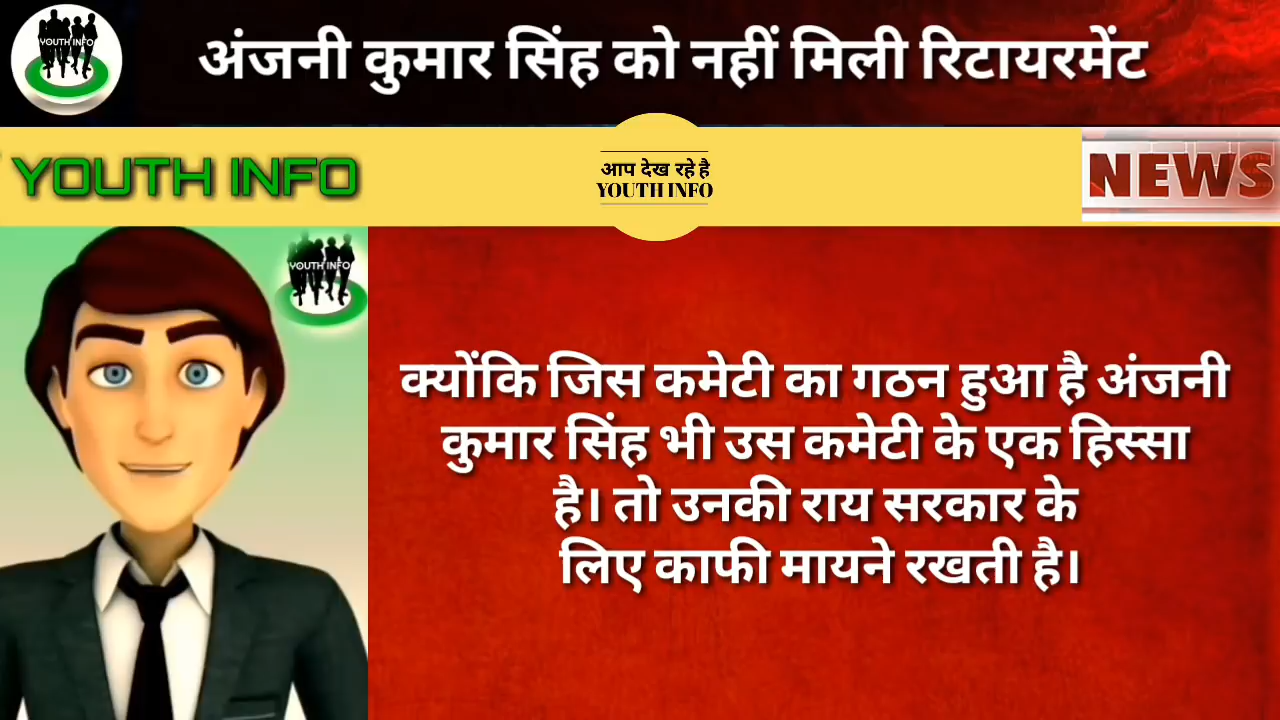 YOUTH INFO
अंजनी कुमार सिंह को नहीं मिली रिटायरमेंट
YOUTH INFO
आप देख रहे है
YOUTH INFO
NEWS
YOUTH INFO
क्योंकि जिस कमेटी का गठन हुआ है अंजनी
कुमार सिंह भी उस कमेटी के एक हिस्सा
है। तो उनकी राय सरकार के
लिए काफी मायने रखती है।